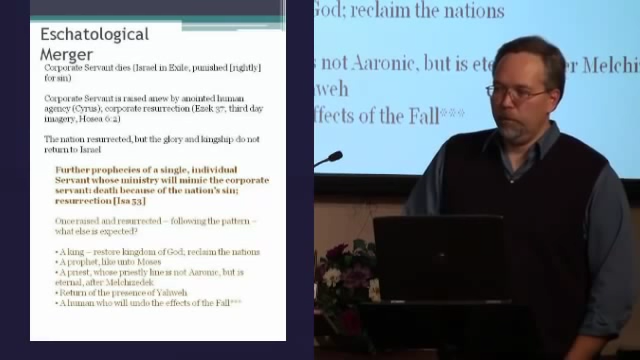 Eschatological
Merger
Corporate Servant dies (Israel in Exile, punished [rightly]
for sin)
Corporate Servant is raised anew by anointed human
agency (Cyrus); corporate resurrection (Ezek 37, third day
imagery, Hosea 6:2)
The nation resurrected, but the glory and kingship do not
return to Israel
Further prophecies of a single, individual
Servant whose ministry will mimic the corporate
servant: death because of the nation's sin;
resurrection [Isa 53]
Once raised and resurrected – following the pattern –
what else is expected?
• A king – restore kingdom of God; reclaim the nations
• A prophet, like unto Moses
• A priest, whose priestly line is not Aaronic, but is
eternal, after Melchizedek
• Return of the presence of Yahweh
• A human who will undo the effects of the Fall***
God; reclaim the nations
s not Aaronic, but is eter
er Melchi
hweh
ffects of the Fall***